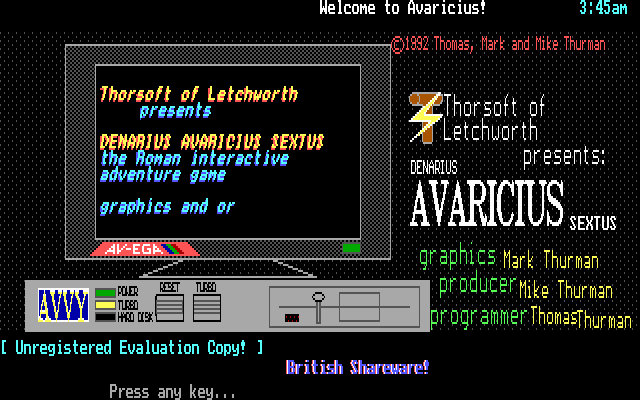 Welcome to Avaricius!
3:45am
©1992 Thomas, Mark and Mike Thurman
Thorsoft of Letchworth
presents
DENARIUS AVARICIUS SEXTUS
the Roman interactive
adventure game
graphics and or
AV-EGA
Thorsoft of
Letchworth
presents:
DENARIUS
AVARICIUS
SEXTUS
graphics Mark Thurman
producer Mike Thurman
programmer Thomas Thurman
AVVY
POWER
TURBO
HARD DISK
RESET
TURBO
[ Unregistered Evaluation Copy! ]
British Shareware!
Press any key...